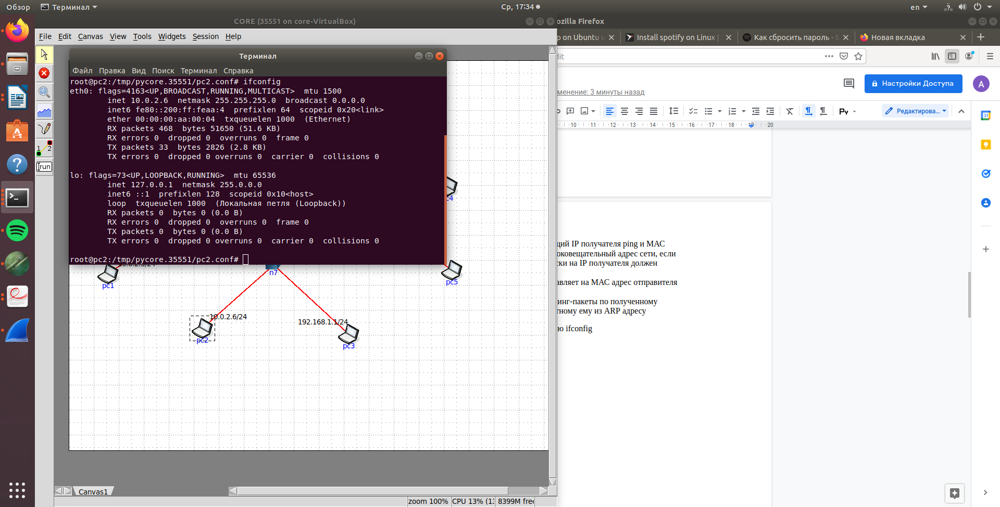 Обзор
Терминал
Ср, 17:34
en
CORE (35551 on core-VirtualBox)
ozilla Firefox
File Edit Canvas View Tools Widgets Session Help
p on Ubuntu u
Install spotify on Linux |
Как сбросить пароль - S
Новая вкладка
dit
Терминал
Файл Правка Вид Поиск Терминал Справка
root@pc2:/tmp/pycore.35551/pc2.conf# ifconfig
eth0: flags=4163<UP,BROADCAST,RUNNING,MULTICAST>  mtu 1500
inet 10.0.2.6  netmask 255.255.255.0  broadcast 0.0.0.0
inet6 fe80::200:ff:feaa:4  prefixlen 64  scopeid 0x20<link>
ether 00:00:00:aa:00:04  txqueuelen 1000  (Ethernet)
RX packets 468  bytes 51650 (51.6 KB)
RX errors 0  dropped 0  overruns 0  frame 0
TX packets 33  bytes 2826 (2.8 KB)
TX errors 0  dropped 0 overruns 0  carrier 0  collisions 0
lo: flags=73<UP,LOOPBACK,RUNNING>  mtu 65536
inet 127.0.0.1  netmask 255.0.0.0
inet6 ::1  prefixlen 128  scopeid 0x10<host>
loop  txqueuelen 1000  (Локальная петля (Loopback))
RX packets 0  bytes 0 (0.0 B)
RX errors 0  dropped 0  overruns 0  frame 0
TX packets 0  bytes 0 (0.0 B)
TX errors 0  dropped 0 overruns 0  carrier 0  collisions 0
root@pc2:/tmp/pycore.35551/pc2.conf#
1 2
run
c4
pc1
n7
pc5
10.0.2.6/24
pc2
192.168.1.1/24
pc3
Canvas1
zoom 100%
CPU 13% (13
8399M free
менение: 3 минуты назад
Настройки Доступа
A
Ру
Редактирова...
10 11 12 13 14 15 16 17 18 19 20
31
щий IP получателя ping и MAC
оковещательный адрес сети, если
ски на IP получателя должен
авляет на MAC адрес отправителя
инг-пакеты по полученному
тному ему из ARP адресу
ю ifconfig